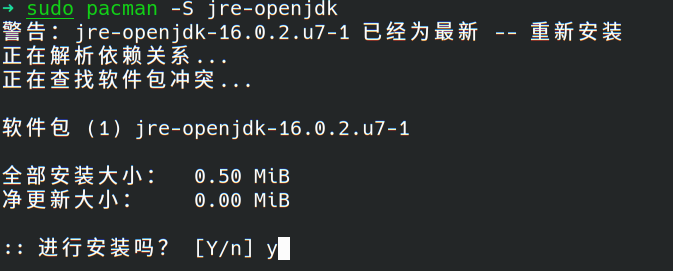 → sudo pacman -S jre-openjdk
警告：jre-openjdk-16.0.2.u7-1 已经为最新 -- 重新安装
正在解析依赖关系...
正在查找软件包冲突...
软件包 (1) jre-openjdk-16.0.2.u7-1
全部安装大小： 0.50 MiB
净更新大小： 0.00 MiB
:: 进行安装吗？ [Y/n] y